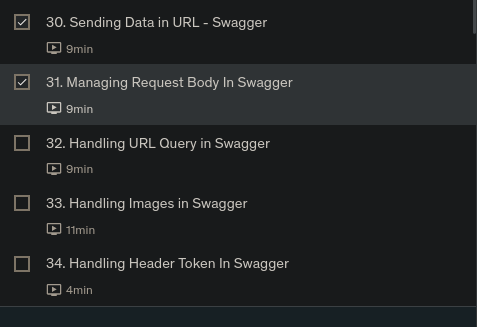 30. Sending Data in URL - Swagger
9min
31. Managing Request Body In Swagger
9min
32. Handling URL Query in Swagger
9min
33. Handling Images in Swagger
11min
34. Handling Header Token In Swagger
4min